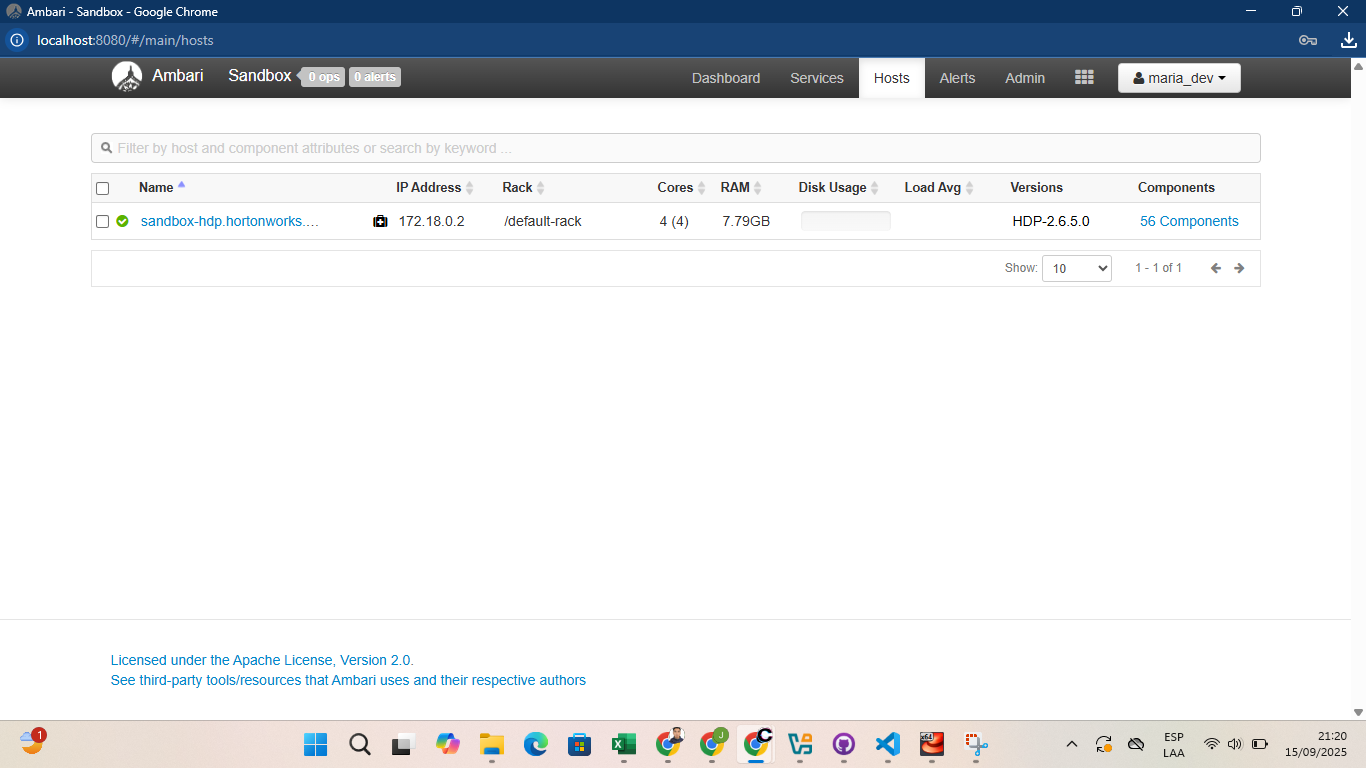 Ambari - Sandbox - Google Chrome
localhost:8080/#/main/hosts
Ambari Sandbox 0 ops 0 alerts Dashboard Services Hosts Alerts Admin maria_dev
Filter by host and component attributes or search by keyword ...
Name IP Address Rack Cores RAM Disk Usage Load Avg Versions Components
sandbox-hdp.hortonworks.... 172.18.0.2 /default-rack 4 (4) 7.79GB HDP-2.6.5.0 56 Components
Show: 10 1 - 1 of 1
Licensed under the Apache License, Version 2.0.
See third-party tools/resources that Ambari uses and their respective authors
1 J C x64 ESP 21:20
LAA 15/09/2025